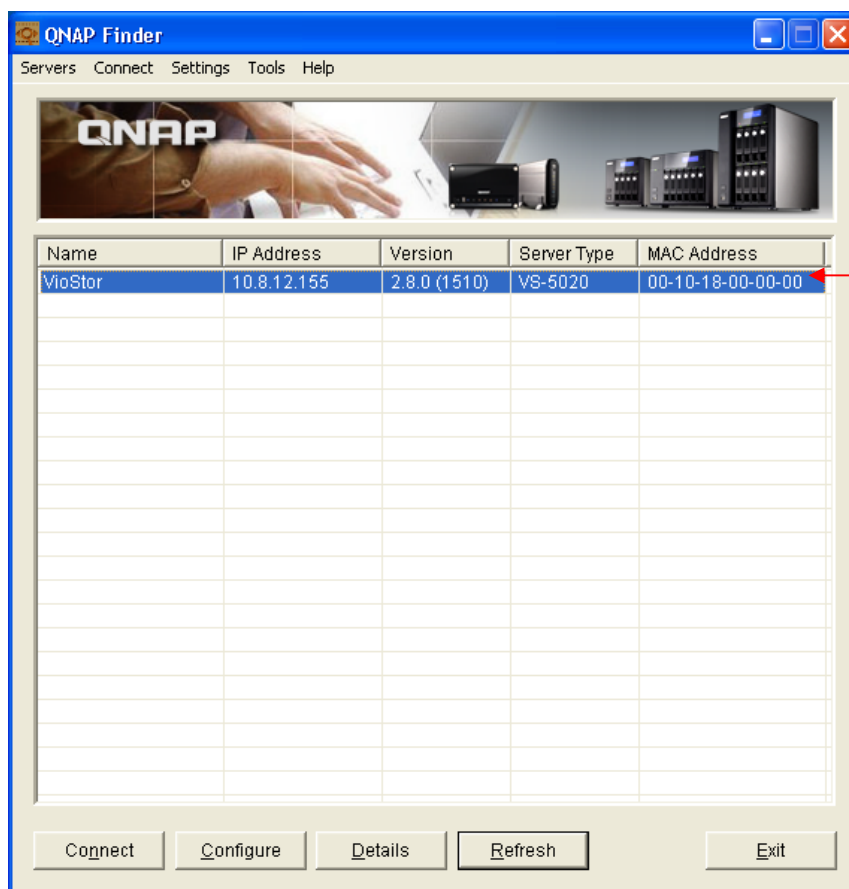 QNAP Finder
Servers Connect Settings Tools Help
QNAP
Name IP Address Version Server Type MAC Address
VioStor 10.8.12.155 2.8.0 (1510) VS-5020 00-10-18-00-00-00
Connect Configure Details Refresh Exit